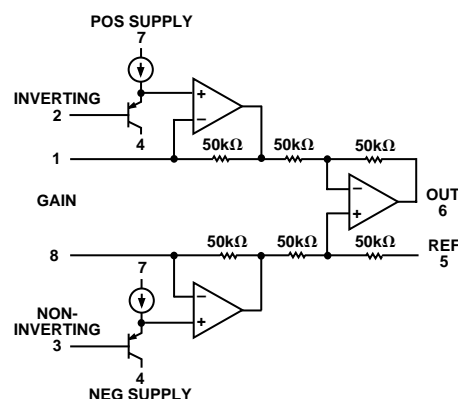 POS SUPPLY
7
INVERTING
2
4
1
50kΩ
50kΩ
50kΩ
GAIN
OUT
6
50kΩ
50kΩ
50kΩ
8
REF
5
7
NON-
INVERTING
3
4
NEG SUPPLY
+
−
−
+
−
+